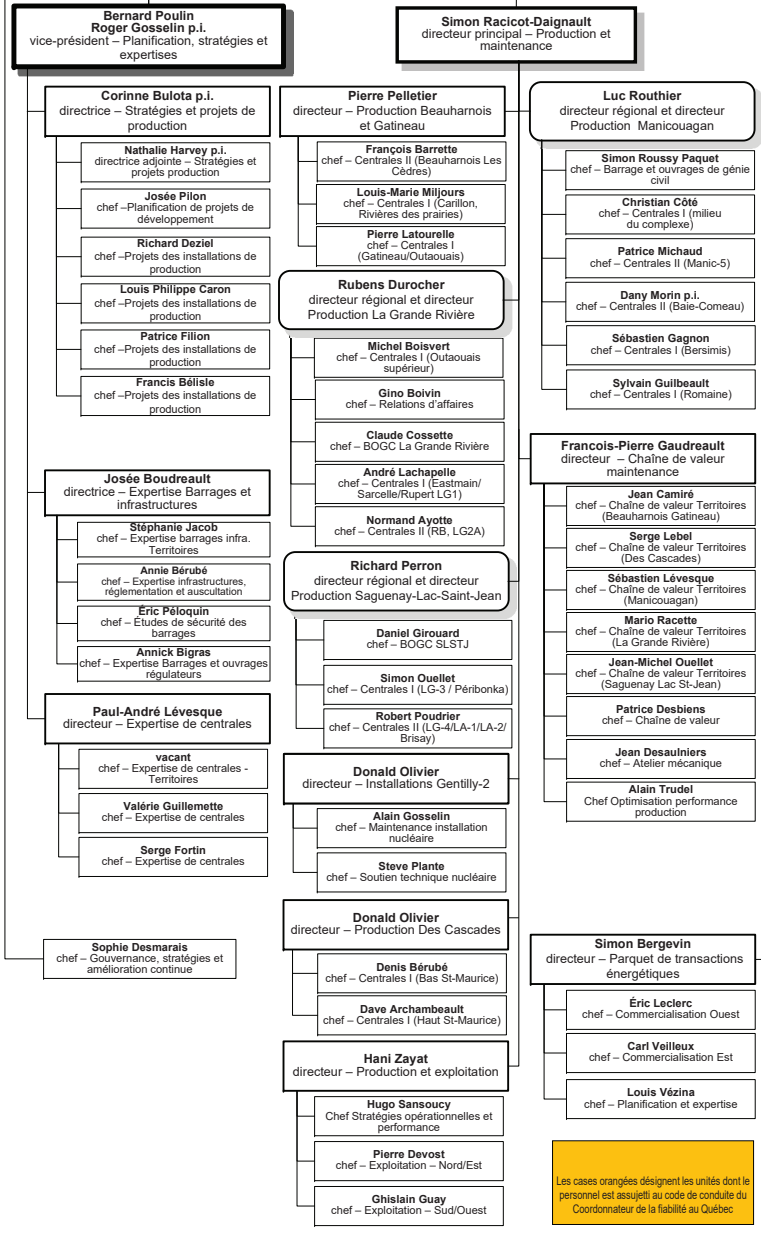 Bernard Poulin
Roger Gosselin p.i.
vice-président – Planification, stratégies et
expertises
Corinne Bulota p.i.
directrice – Stratégies et projets de
production
Nathalie Harvey p.i.
directrice adjointe – Stratégies et
projets production
Josée Pilon
chef –Planification de projets de
développement
Richard Deziel
chef –Projets des installations de
production
Louis Philippe Caron
chef –Projets des installations de
production
Patrice Filion
chef –Projets des installations de
production
Francis Bélisle
chef –Projets des installations de
production
Josée Boudreault
directrice – Expertise Barrages et
infrastructures
Stéphanie Jacob
chef – Expertise barrages infra.
Territoires
Annie Bérubé
chef – Expertise infrastructures,
réglementation et auscultation
Éric Péloquin
chef – Études de sécurité des
barrages
Annick Bigras
chef – Expertise Barrages et ouvrages
régulateurs
Paul-André Lévesque
directeur – Expertise de centrales
vacant
chef – Expertise de centrales -
Territoires
Valérie Guillemette
chef – Expertise de centrales
Serge Fortin
chef – Expertise de centrales
Sophie Desmarais
chef – Gouvernance, stratégies et
amélioration continue
Simon Racicot-Daignault
directeur principal – Production et
maintenance
Pierre Pelletier
directeur – Production Beauharnois
et Gatineau
François Barrette
chef – Centrales II (Beauharnois Les
Cèdres)
Louis-Marie Miljours
chef – Centrales I (Carillon,
Rivières des prairies)
Pierre Latourelle
chef – Centrales I
(Gatineau/Outaouais)
Rubens Durocher
directeur régional et directeur
Production La Grande Rivière
Michel Boisvert
chef – Centrales I (Outaouais
supérieur)
Gino Boivin
chef – Relations d’affaires
Claude Cossette
chef – BOGC La Grande Rivière
André Lachapelle
chef – Centrales I (Eastmain/
Sarcelle/Rupert LG1)
Normand Ayotte
chef – Centrales II (RB, LG2A)
Richard Perron
directeur régional et directeur
Production Saguenay-Lac-Saint-Jean
Daniel Girouard
chef – BOGC SLSTJ
Simon Ouellet
chef – Centrales I (LG-3 / Péribonka)
Robert Poudrier
chef – Centrales II (LG-4/LA-1/LA-2/
Brisay)
Donald Olivier
directeur – Installations Gentilly-2
Alain Gosselin
chef – Maintenance installation
nucléaire
Steve Plante
chef – Soutien technique nucléaire
Donald Olivier
directeur – Production Des Cascades
Denis Bérubé
chef – Centrales I (Bas St-Maurice)
Dave Archambeault
chef – Centrales I (Haut St-Maurice)
Hani Zayat
directeur – Production et exploitation
Hugo Sansoucy
Chef Stratégies opérationnelles et
performance
Pierre Devost
chef – Exploitation – Nord/Est
Ghislain Guay
chef – Exploitation – Sud/Ouest
Luc Routhier
directeur régional et directeur
Production Manicouagan
Simon Roussy Paquet
chef – Barrage et ouvrages de génie
civil
Christian Côté
chef – Centrales I (milieu
du complexe)
Patrice Michaud
chef – Centrales II (Manic-5)
Dany Morin p.i.
chef – Centrales II (Baie-Comeau)
Sébastien Gagnon
chef – Centrales I (Bersimis)
Sylvain Guilbeault
chef – Centrales I (Romaine)
Francois-Pierre Gaudreault
directeur – Chaîne de valeur
maintenance
Jean Camiré
chef – Chaîne de valeur Territoires
(Beauharnois Gatineau)
Serge Lebel
chef – Chaîne de valeur Territoires
(Des Cascades)
Sébastien Lévesque
chef – Chaîne de valeur Territoires
(Manicouagan)
Mario Racette
chef – Chaîne de valeur Territoires
(La Grande Rivière)
Jean-Michel Ouellet
chef – Chaîne de valeur Territoires
(Saguenay Lac St-Jean)
Patrice Desbiens
chef – Chaîne de valeur
Jean Desaulniers
chef – Atelier mécanique
Alain Trudel
Chef Optimisation performance
production
Simon Bergevin
directeur – Parquet de transactions
énergétiques
Éric Leclerc
chef – Commercialisation Ouest
Carl Veilleux
chef – Commercialisation Est
Louis Vézina
chef – Planification et expertise
Les cases orangées désignent les unités dont le
personnel est assujetti au code de conduite du
Coordonnateur de la fiabilité au Québec